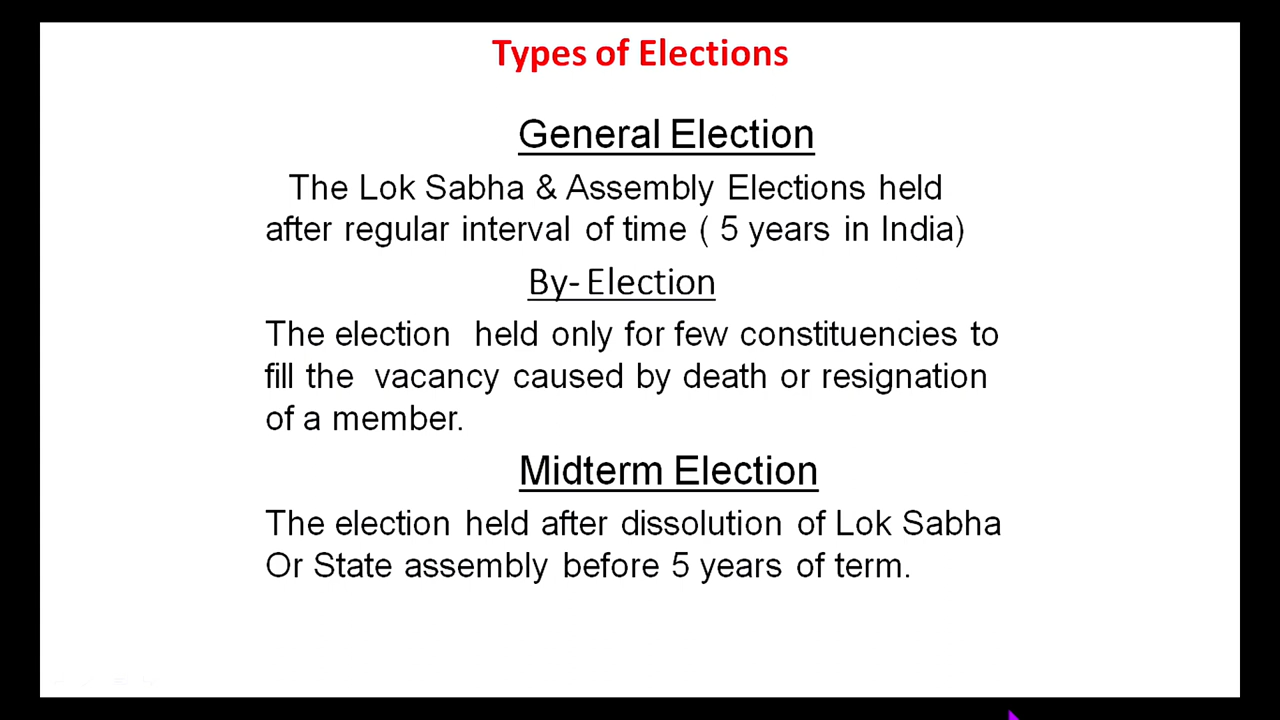 Types of Elections
General Election
The Lok Sabha & Assembly Elections held
after regular interval of time ( 5 years in India)
By- Election
The election held only for few constituencies to
fill the vacancy caused by death or resignation
of a member.
Midterm Election
The election held after dissolution of Lok Sabha
Or State assembly before 5 years of term.